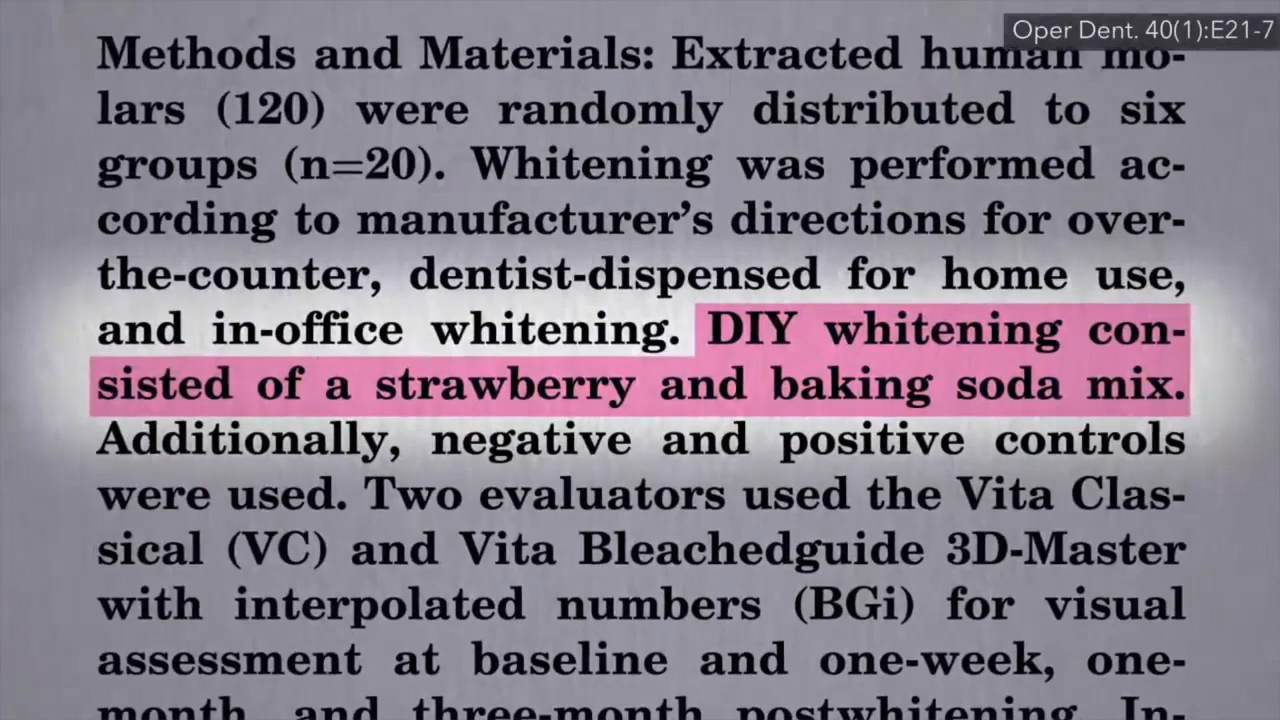 Oper Dent. 40(1):E21-7
Methods and Materials: Extracted human mo-
lars (120) were randomly distributed to six
groups (n=20). Whitening was performed ac-
cording to manufacturer's directions for over-
the-counter, dentist-dispensed for home use,
and in-office whitening. DIY whitening con-
sisted of a strawberry and baking soda mix.
Additionally, negative and positive controls
were used. Two evaluators used the Vita Clas-
sical (VC) and Vita Bleachedguide 3D-Master
with interpolated numbers (BGi) for visual
assessment at baseline and one-week, one-
month, and three-month postwhitening. In-